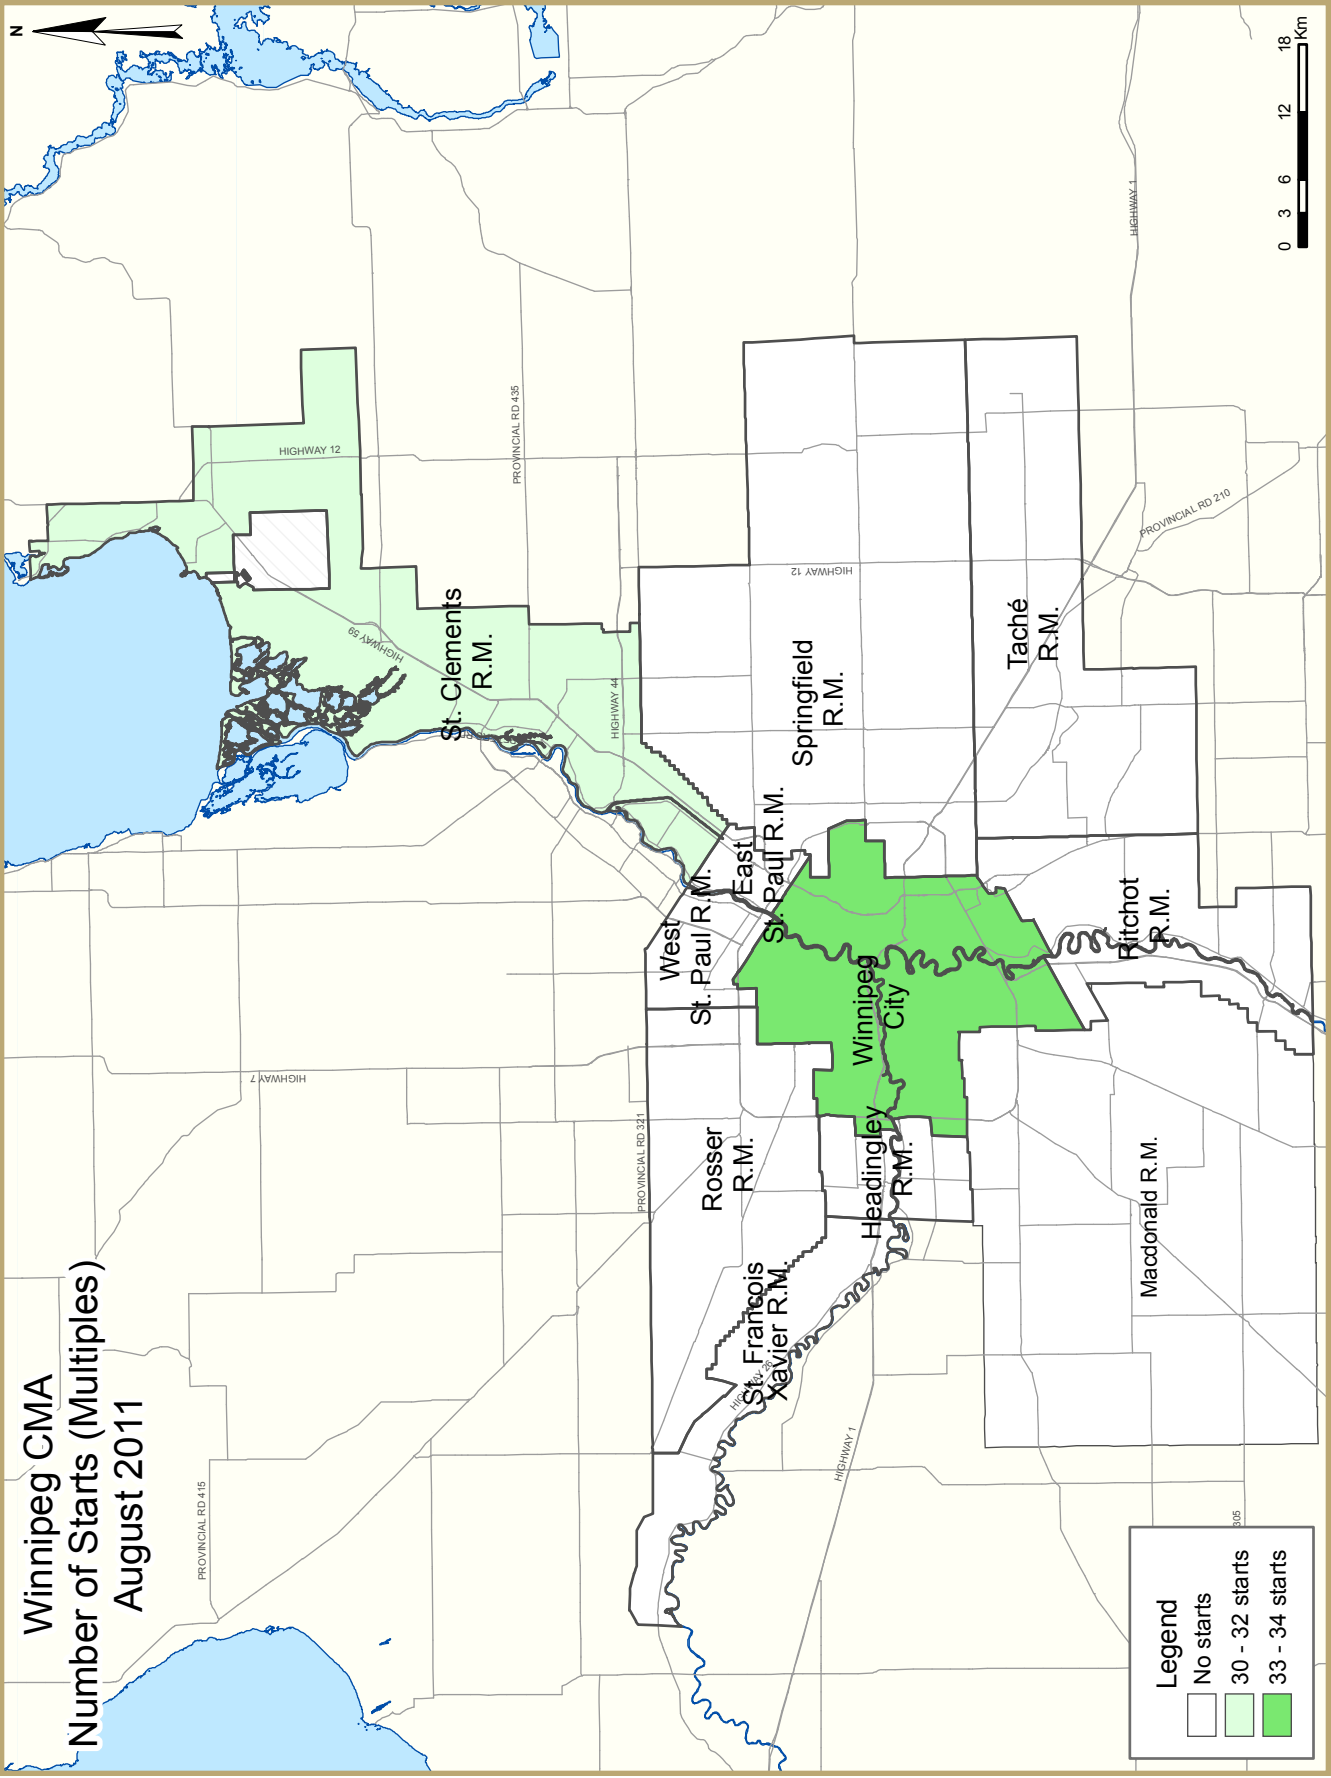 Winnipeg CMA
Number of Starts (Multiples)
August 2011
N
HIGHWAY 12
PROVINCIAL RD 435
HIGHWAY 59
St. Clements
R.M.
HIGHWAY 44
HIGHWAY 7
PROVINCIAL RD 321
PROVINCIAL RD 415
West
St. Paul R.M.
East
St. Paul R.M.
Springfield
R.M.
HIGHWAY 12
HIGHWAY 1
Rosser
R.M.
St. Francois
Xavier R.M.
HIGHWAY 26
Winnipeg
City
Headingley
R.M.
HIGHWAY 1
Taché
R.M.
PROVINCIAL RD 210
Ritchot
R.M.
Macdonald R.M.
305
Legend
No starts
30 - 32 starts
33 - 34 starts
0 3 6 12 18
Km